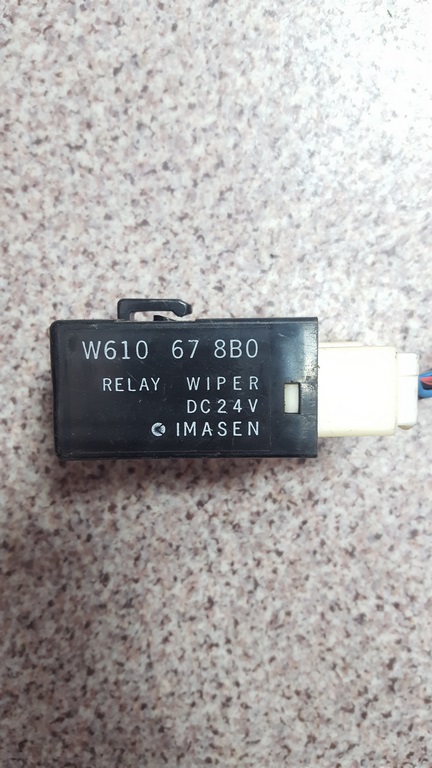 W610 67 8B0
RELAY WIPER
DC24V
IMASEN